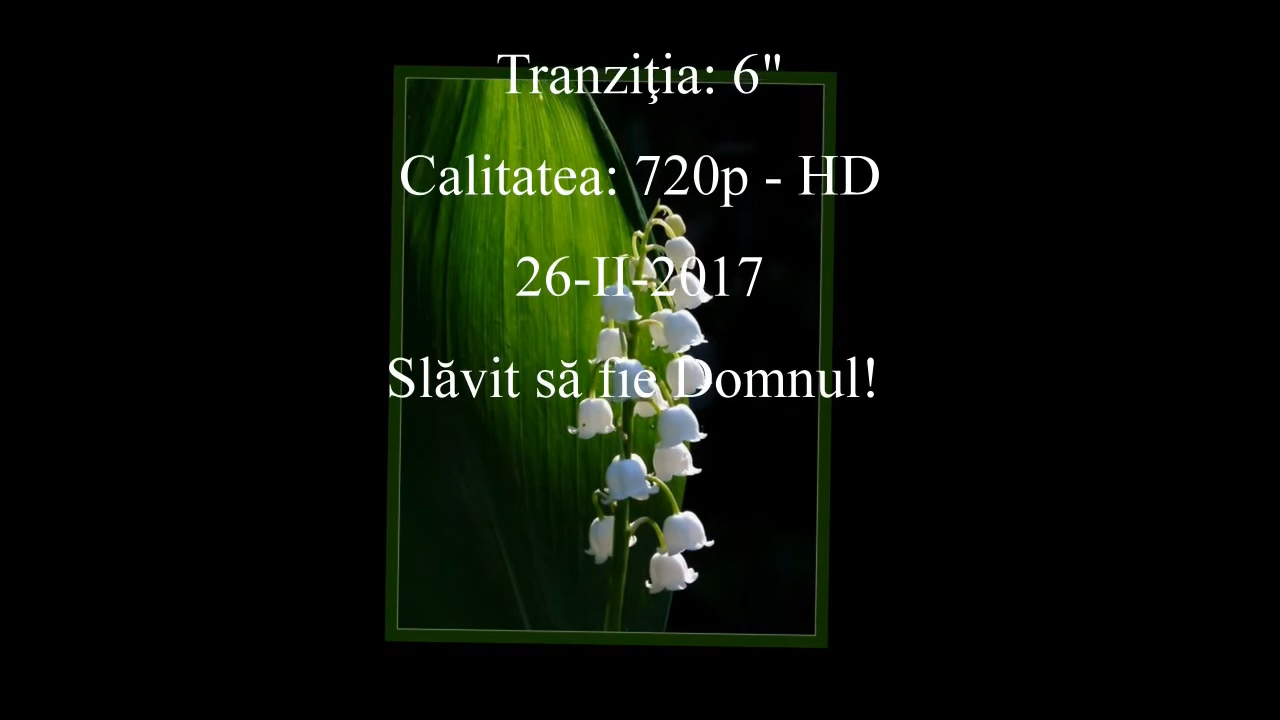 Tranziţia: 6"
Calitatea: 720p - HD
26-II-2017
Slăvit să fie Domnul!